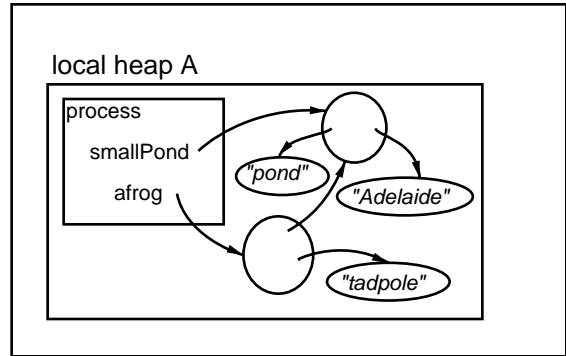 local heap A
process
smallPond
afrog
"pond"
"Adelaide"
"tadpole"